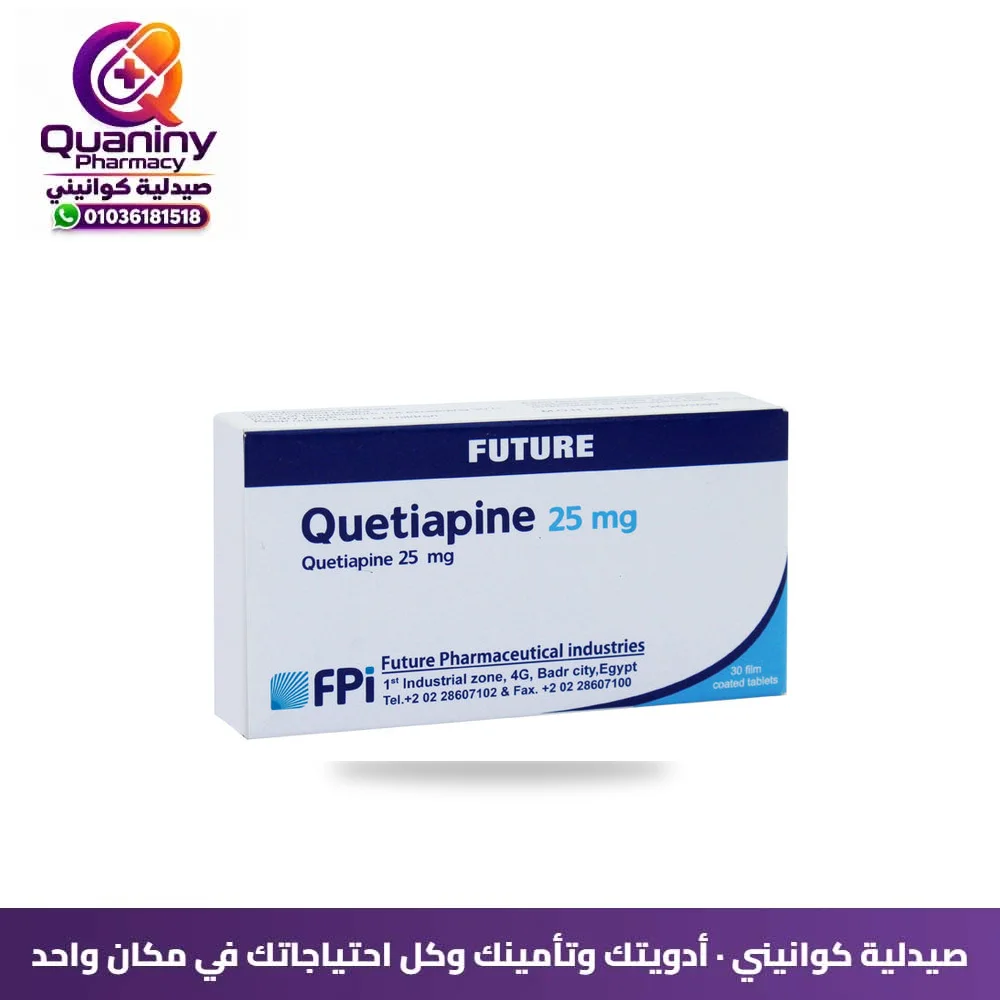 Quaniny
Pharmacy
صيدلية كوانيني
01036181518
FUTURE
Quetiapine 25 mg
Quetiapine 25 mg
FPi
Future Pharmaceutical industries
1st Industrial zone, 4G, Badr city,Egypt
Tel.+2 02 28607102 & Fax. +2 02 28607100
30 film
coated tablets
صيدلية كوانيني · أدويتك وتأمينك وكل احتياجاتك في مكان واحد